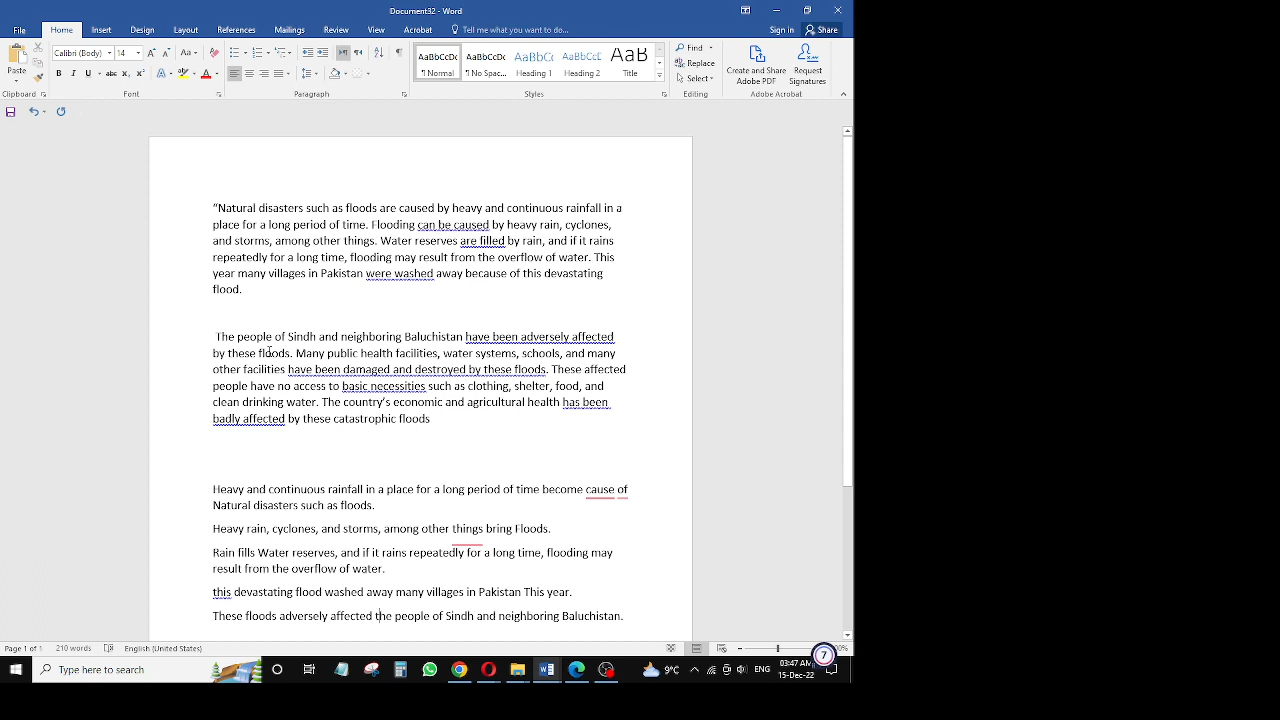 Document32 - Word
Sign in
Share
File
Home
Insert
Design
Layout
References
Mailings
Review
View
Acrobat
Tell me what you want to do...
Paste
Calibri (Body)
14
Clipboard
Font
Paragraph
AaBbCcDc
AaBbCcDc
AaBbCc
AaBbCcD
AaB
¶ Normal
¶ No Spac...
Heading 1
Heading 2
Title
Styles
Find
Replace
Select
Editing
Create and Share
Adobe PDF
Request
Signatures
Adobe Acrobat
“Natural disasters such as floods are caused by heavy and continuous rainfall in a
place for a long period of time. Flooding can be caused by heavy rain, cyclones,
and storms, among other things. Water reserves are filled by rain, and if it rains
repeatedly for a long time, flooding may result from the overflow of water. This
year many villages in Pakistan were washed away because of this devastating
flood.
The people of Sindh and neighboring Baluchistan have been adversely affected
by these floods. Many public health facilities, water systems, schools, and many
other facilities have been damaged and destroyed by these floods. These affected
people have no access to basic necessities such as clothing, shelter, food, and
clean drinking water. The country’s economic and agricultural health has been
badly affected by these catastrophic floods
Heavy and continuous rainfall in a place for a long period of time become cause of
Natural disasters such as floods.
Heavy rain, cyclones, and storms, among other things bring Floods.
Rain fills Water reserves, and if it rains repeatedly for a long time, flooding may
result from the overflow of water.
this devastating flood washed away many villages in Pakistan This year.
These floods adversely affected the people of Sindh and neighboring Baluchistan.
Page 1 of 1
210 words
English (United States)
7
Type here to search
9°C
ENG
03:47 AM
15-Dec-22